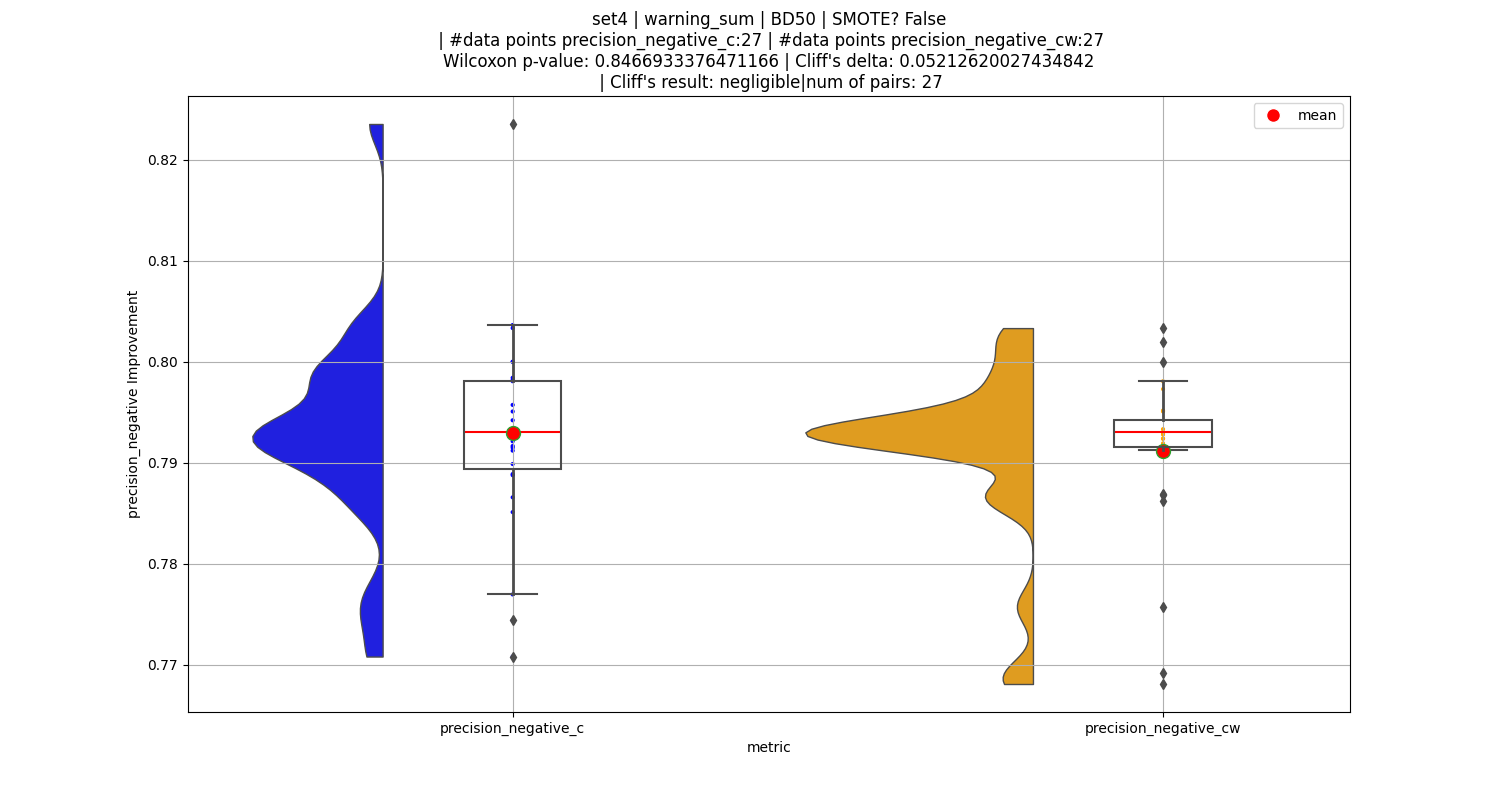 set4 | warning_sum | BD50 | SMOTE? False
| #data points precision_negative_c:27 | #data points precision_negative_cw:27
Wilcoxon p-value: 0.8466933376471166 | Cliff's delta: 0.05212620027434842
| Cliff's result: negligible|num of pairs: 27
mean
0.82
0.81
0.80
0.79
0.78
0.77
precision_negative Improvement
precision_negative_c
precision_negative_cw
metric